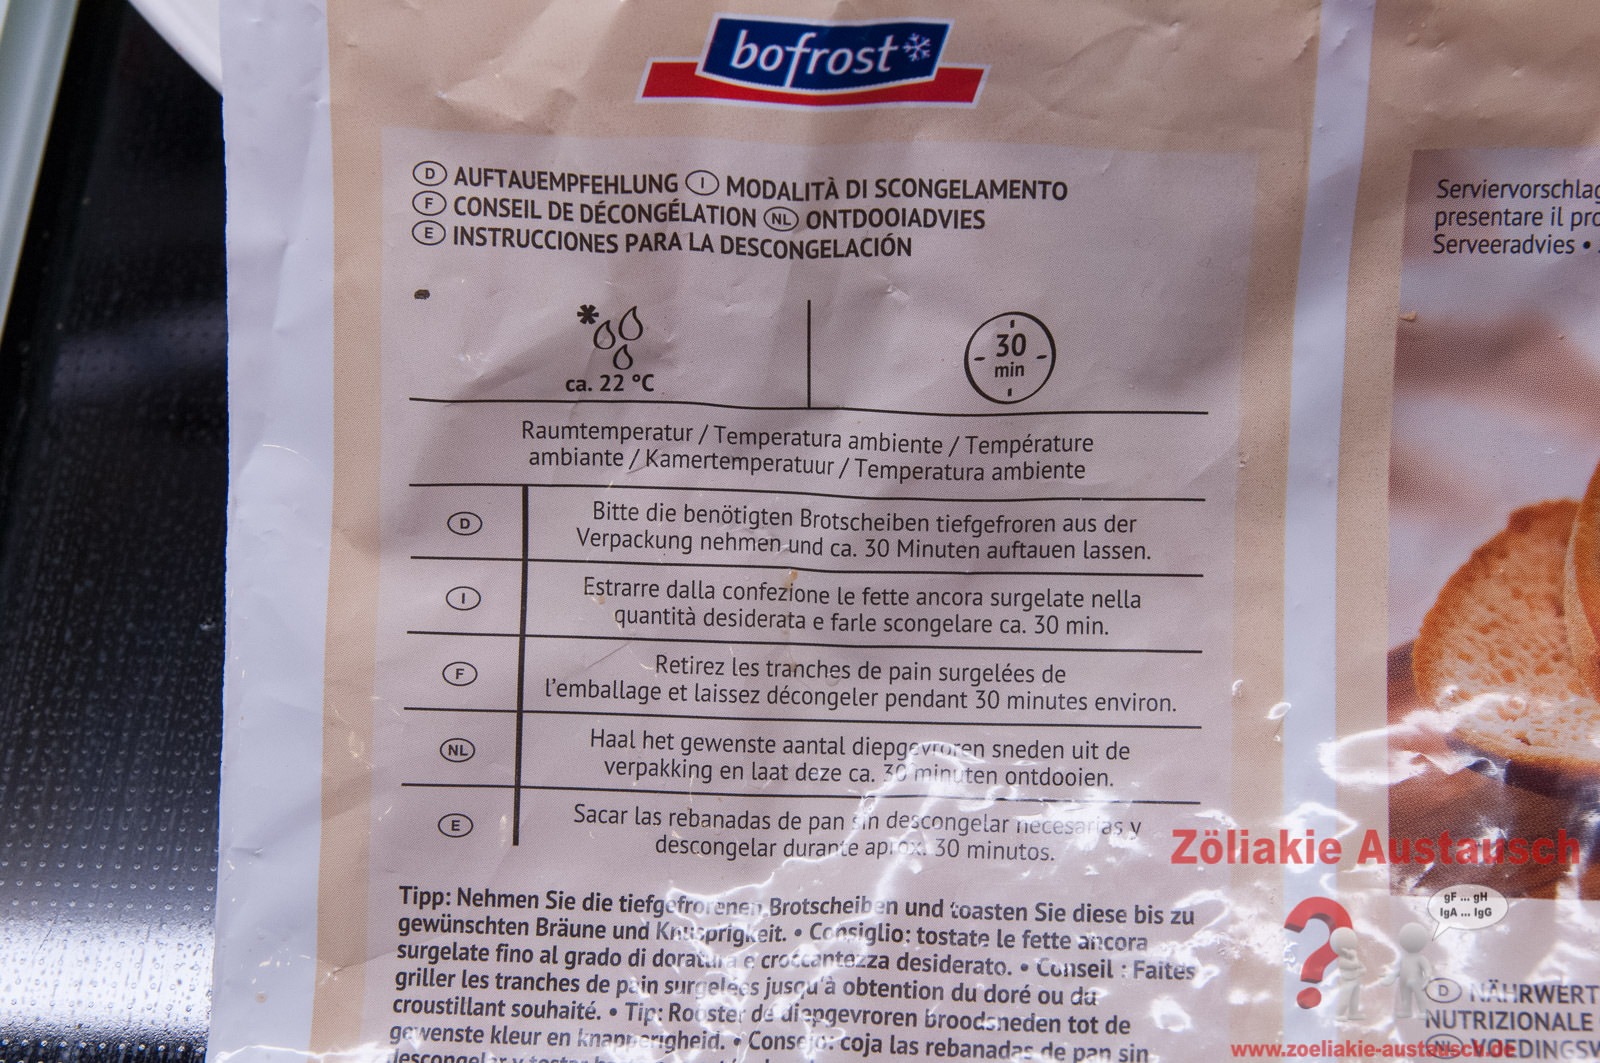 bofrost
D AUFTAUEMPFEHLUNG I MODALITÀ DI SCONGELAMENTO
F CONSEIL DE DÉCONGÉLATION NL ONTDOOIADVIES
E INSTRUCCIONES PARA LA DESCONGELACIÓN
ca. 22 °C
30
min
Raumtemperatur / Temperatura ambiente / Température
ambiante / Kamertemperatuur / Temperatura ambiente
D
Bitte die benötigten Brotscheiben tiefgefroren aus der
Verpackung nehmen und ca. 30 Minuten auftauen lassen.
I
Estrarre dalla confezione le fette ancora surgelate nella
quantità desiderata e farle scongelare ca. 30 min.
F
Retirez les tranches de pain surgelées de
l'emballage et laissez décongeler pendant 30 minutes environ.
NL
Haal het gewenste aantal diepgevroren sneden uit de
verpakking en laat deze ca. 30 minuten ontdooien.
E
Sacar las rebanadas de pan sin descongelar necesarias y
descongelar durante aprox. 30 minutos.
Tipp: Nehmen Sie die tiefgefrorenen Brotscheiben und toasten Sie diese bis zu
gewünschten Bräune und Knusprigkeit. • Consiglio: tostate le fette ancora
surgelate fino al grado di doratura e croccantezza desiderato. • Conseil : Faites
griller les tranches de pain surgelées jusqu'à obtention du doré ou du
croustillant souhaité. • Tip: Rooster de diepgevroren broodsneden tot de
gewenste kleur en knapperigheid. • Consejo: coja las rebanadas de pan sin
descongelar y
Serviervorschlag
presentare il pro
Serveeradvies •
Zöliakie Austausch
gF ... gH
IgA ... IgG
?
D NÄHRWERT
NUTRIZIONALE
NL VOEDINGSW
www.zoeliakie-austausch.de